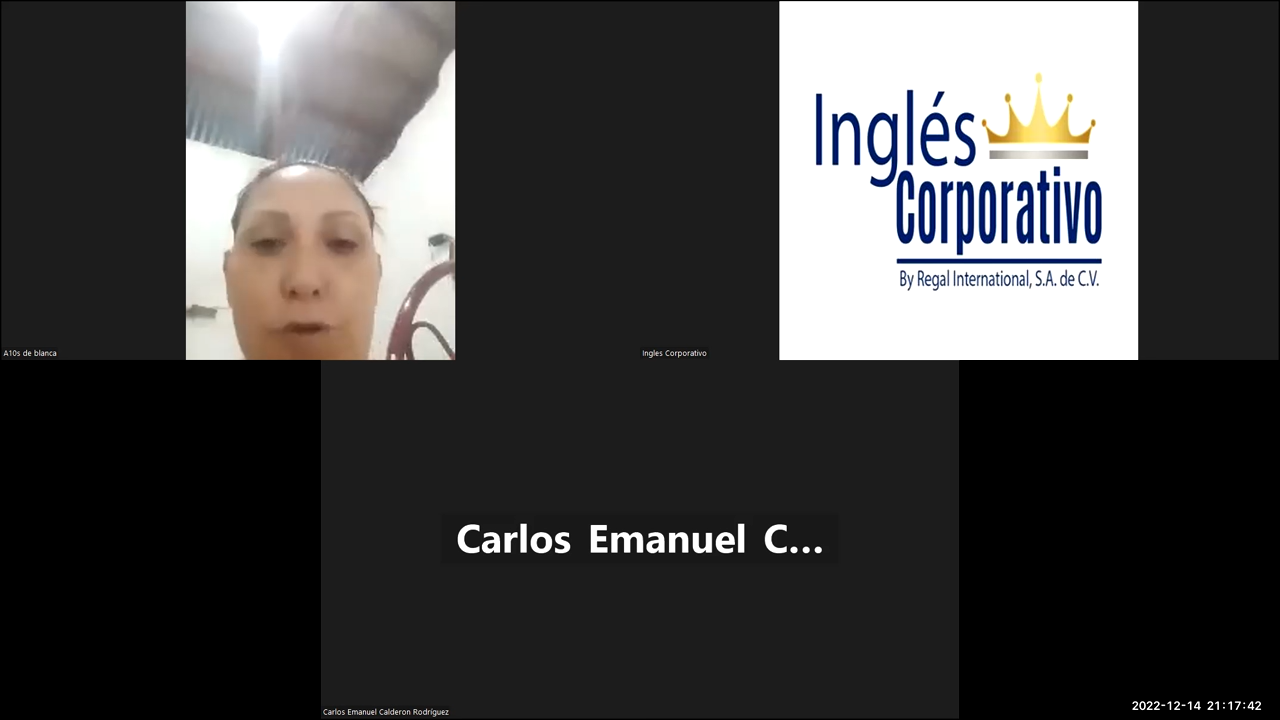 Inglés
Corporativo
By Regal International, S.A. de C.V.
A10s de blanca
Ingles Corporativo
Carlos Emanuel C...
Carlos Emanuel Calderon Rodríguez
2022-12-14 21:17:42